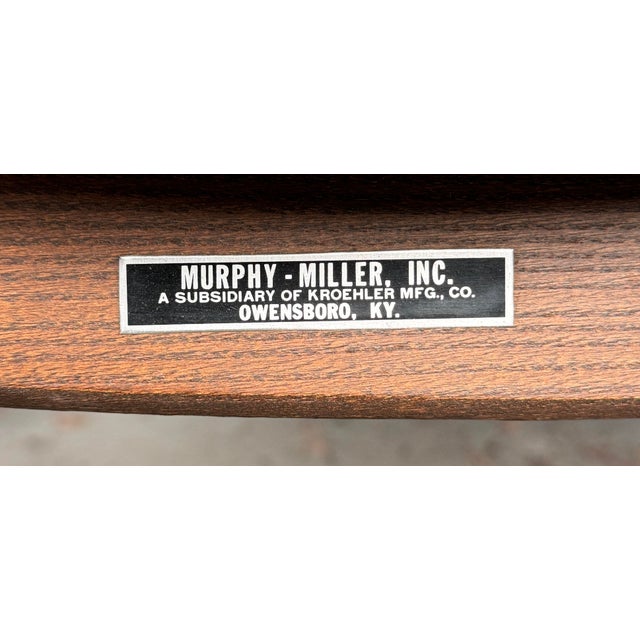 MURPHY - MILLER, INC.
A SUBSIDIARY OF KROEHLER MFG., CO.
OWENSBORO, KY.